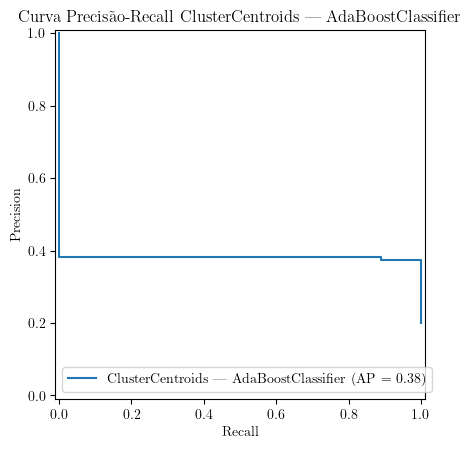 Curva Precisão-Recall ClusterCentroids — AdaBoostClassifier
1.0
0.8
0.6
0.4
0.2
0.0
Precision
ClusterCentroids — AdaBoostClassifier (AP = 0.38)
0.0 0.2 0.4 0.6 0.8 1.0
Recall